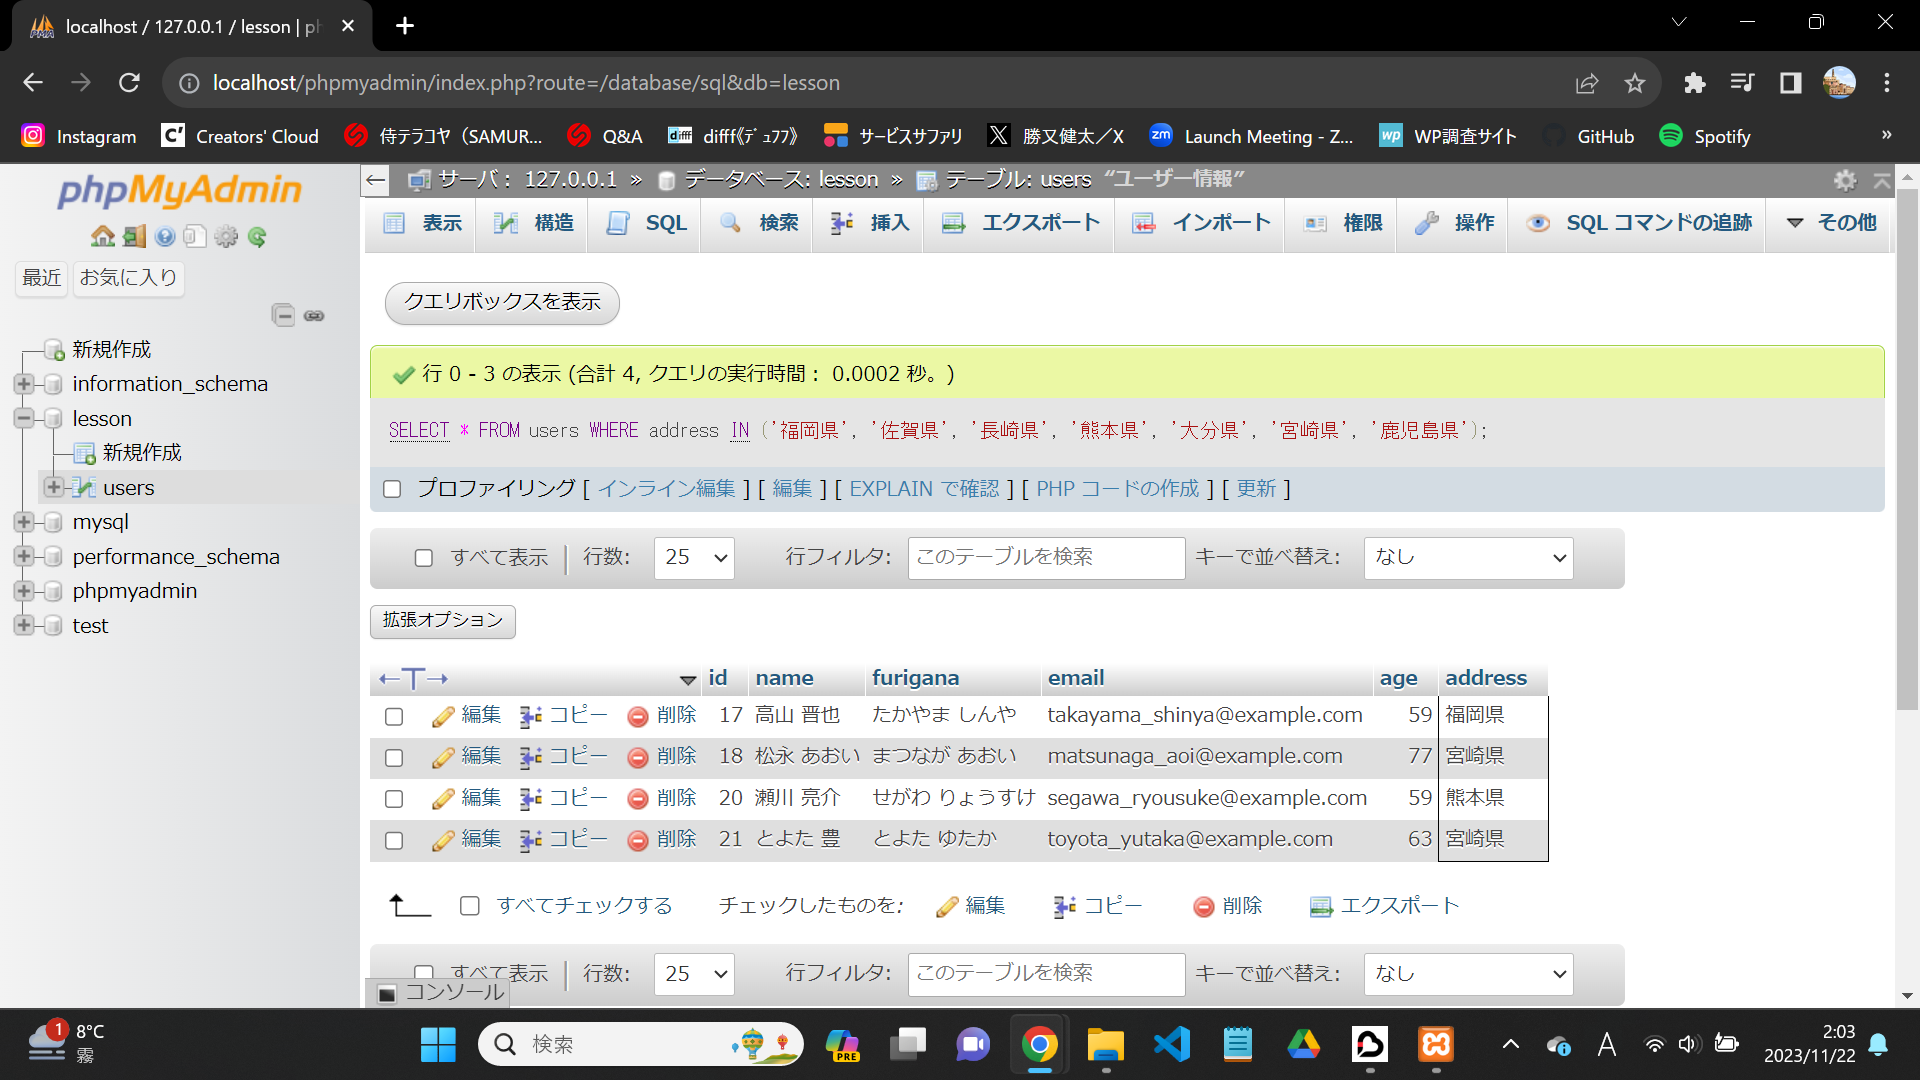 localhost / 127.0.0.1 / lesson | ph
localhost/phpmyadmin/index.php?route=/database/sql&db=lesson
Instagram Creators' Cloud 侍テラコヤ（SAMUR... Q&A difff《ﾃﾞｭﾌﾌ》 サービスサファリ 勝又健太／X Launch Meeting - Z... WP調査サイト GitHub Spotify »
phpMyAdmin
最近 お気に入り
新規作成
information_schema
lesson
新規作成
users
mysql
performance_schema
phpmyadmin
test
サーバ： 127.0.0.1 » データベース: lesson » テーブル: users “ユーザー情報”
表示 構造 SQL 検索 挿入 エクスポート インポート 権限 操作 SQL コマンドの追跡 その他
クエリボックスを表示
行 0 - 3 の表示 (合計 4, クエリの実行時間： 0.0002 秒。)
SELECT * FROM users WHERE address IN ('福岡県', '佐賀県', '長崎県', '熊本県', '大分県', '宮崎県', '鹿児島県');
プロファイリング [ インライン編集 ] [ 編集 ] [ EXPLAIN で確認 ] [ PHP コードの作成 ] [ 更新 ]
すべて表示 行数: 25 行フィルタ: このテーブルを検索 キーで並べ替え: なし
拡張オプション
←T→ id name furigana email age address
編集 コピー 削除 17 高山 晋也 たかやま しんや takayama_shinya@example.com 59 福岡県
編集 コピー 削除 18 松永 あおい まつなが あおい matsunaga_aoi@example.com 77 宮崎県
編集 コピー 削除 20 瀬川 亮介 せがわ りょうすけ segawa_ryousuke@example.com 59 熊本県
編集 コピー 削除 21 とよた 豊 とよた ゆたか toyota_yutaka@example.com 63 宮崎県
すべてチェックする チェックしたものを: 編集 コピー 削除 エクスポート
すべて表示 行数: 25 行フィルタ: このテーブルを検索 キーで並べ替え: なし
コンソール
1 8°C
霧
検索
PRE
A
2:03
2023/11/22